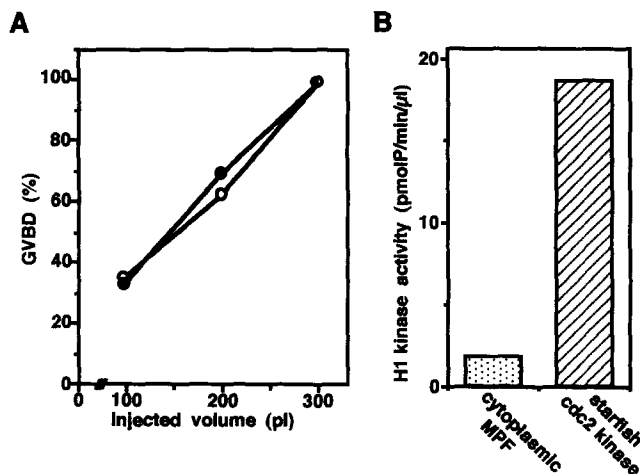 A
GVBD (%)
100
80
60
40
20
0
0
100
200
300
Injected volume (pl)
B
H1 kinase activity (pmolP/min/µl)
20
10
0
cytoplasmic
MPF
starfish
cdc2 kinase